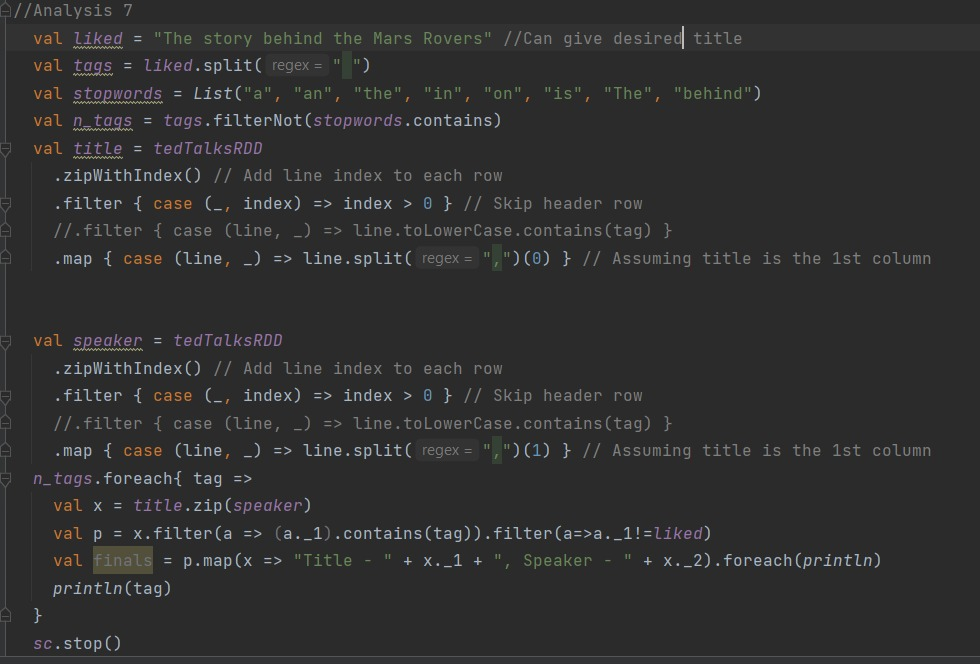 //Analysis 7
val liked = "The story behind the Mars Rovers" //Can give desired title
val tags = liked.split( regex = " ")
val stopwords = List("a", "an", "the", "in", "on", "is", "The", "behind")
val n_tags = tags.filterNot(stopwords.contains)
val title = tedTalksRDD
.zipWithIndex() // Add line index to each row
.filter { case (_, index) => index > 0 } // Skip header row
//.filter { case (line, _) => line.toLowerCase.contains(tag) }
.map { case (line, _) => line.split( regex = ",")(0) } // Assuming title is the 1st column
val speaker = tedTalksRDD
.zipWithIndex() // Add line index to each row
.filter { case (_, index) => index > 0 } // Skip header row
//.filter { case (line, _) => line.toLowerCase.contains(tag) }
.map { case (line, _) => line.split( regex = ",")(1) } // Assuming title is the 1st column
n_tags.foreach{ tag =>
val x = title.zip(speaker)
val p = x.filter(a => (a._1).contains(tag)).filter(a=>a._1!=liked)
val finals = p.map(x => "Title - " + x._1 + ", Speaker - " + x._2).foreach(println)
println(tag)
}
sc.stop()